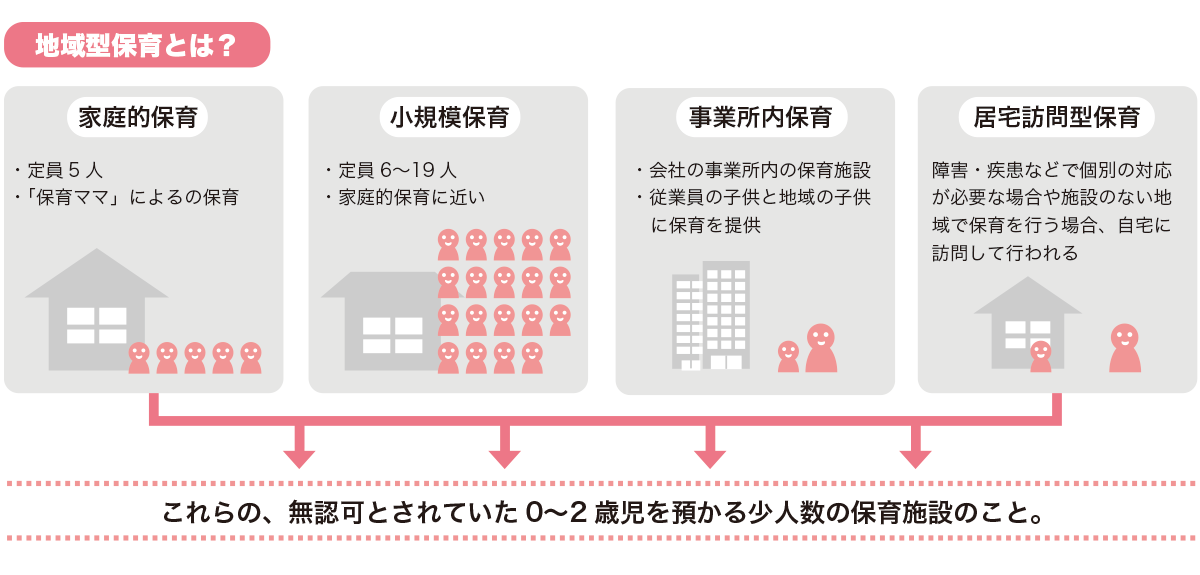 地域型保育とは？
家庭的保育
・定員5人
・「保育ママ」によるの保育
小規模保育
・定員6〜19人
・家庭的保育に近い
事業所内保育
・会社の事業所内の保育施設
・従業員の子供と地域の子供
に保育を提供
居宅訪問型保育
障害・疾患などで個別の対応
が必要な場合や施設のない地
域で保育を行う場合、自宅に
訪問して行われる
これらの、無認可とされていた0〜2歳児を預かる少人数の保育施設のこと。